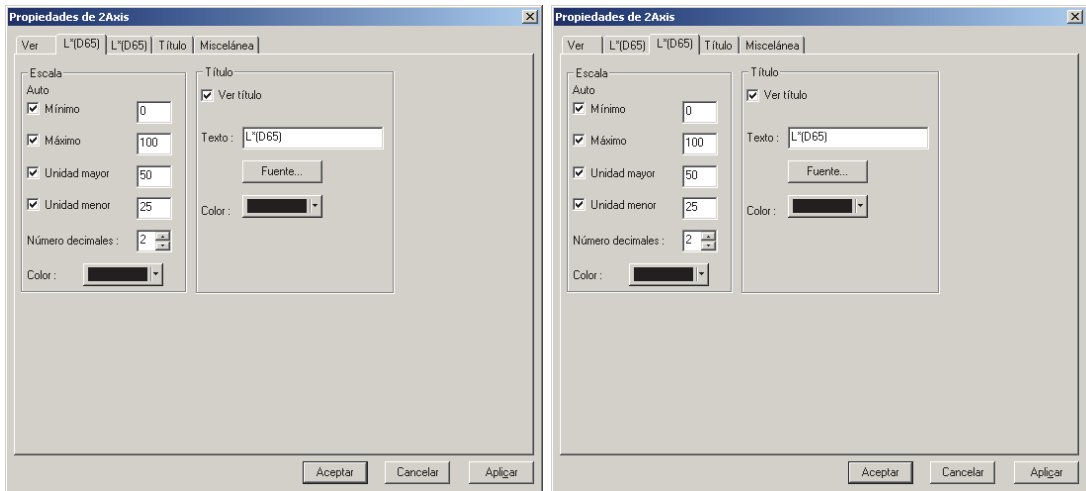 Propiedades de 2Axis
Ver L*(D65) L*(D65) Título Miscelánea
Escala
Auto
Mínimo 0
Máximo 100
Unidad mayor 50
Unidad menor 25
Número decimales : 2
Color :
Título
Ver título
Texto : L*(D65)
Fuente...
Color :
Aceptar Cancelar Aplicar
Propiedades de 2Axis
Ver L*(D65) L*(D65) Título Miscelánea
Escala
Auto
Mínimo 0
Máximo 100
Unidad mayor 50
Unidad menor 25
Número decimales : 2
Color :
Título
Ver título
Texto : L*(D65)
Fuente...
Color :
Aceptar Cancelar Aplicar